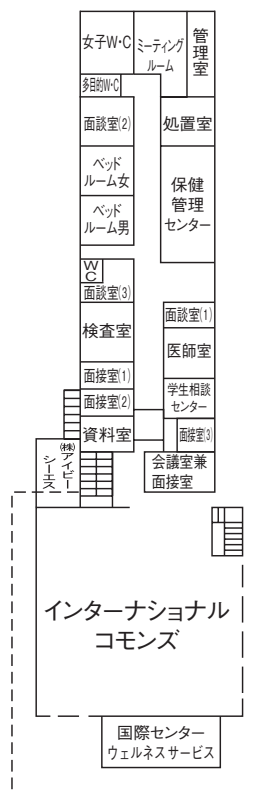 女子W・C
ミーティング
ルーム
管理室
多目的W・C
面談室⑵
処置室
ベッド
ルーム女
保健
管理
センター
ベッド
ルーム男
WC
面談室⑶
検査室
面談室⑴
医師室
面接室⑴
学生相談
センター
面接室⑵
資料室
面接室⑶
㈱アイビー
シーエス
会議室兼
面接室
インターナショナル
コモンズ
国際センター
ウェルネスサービス